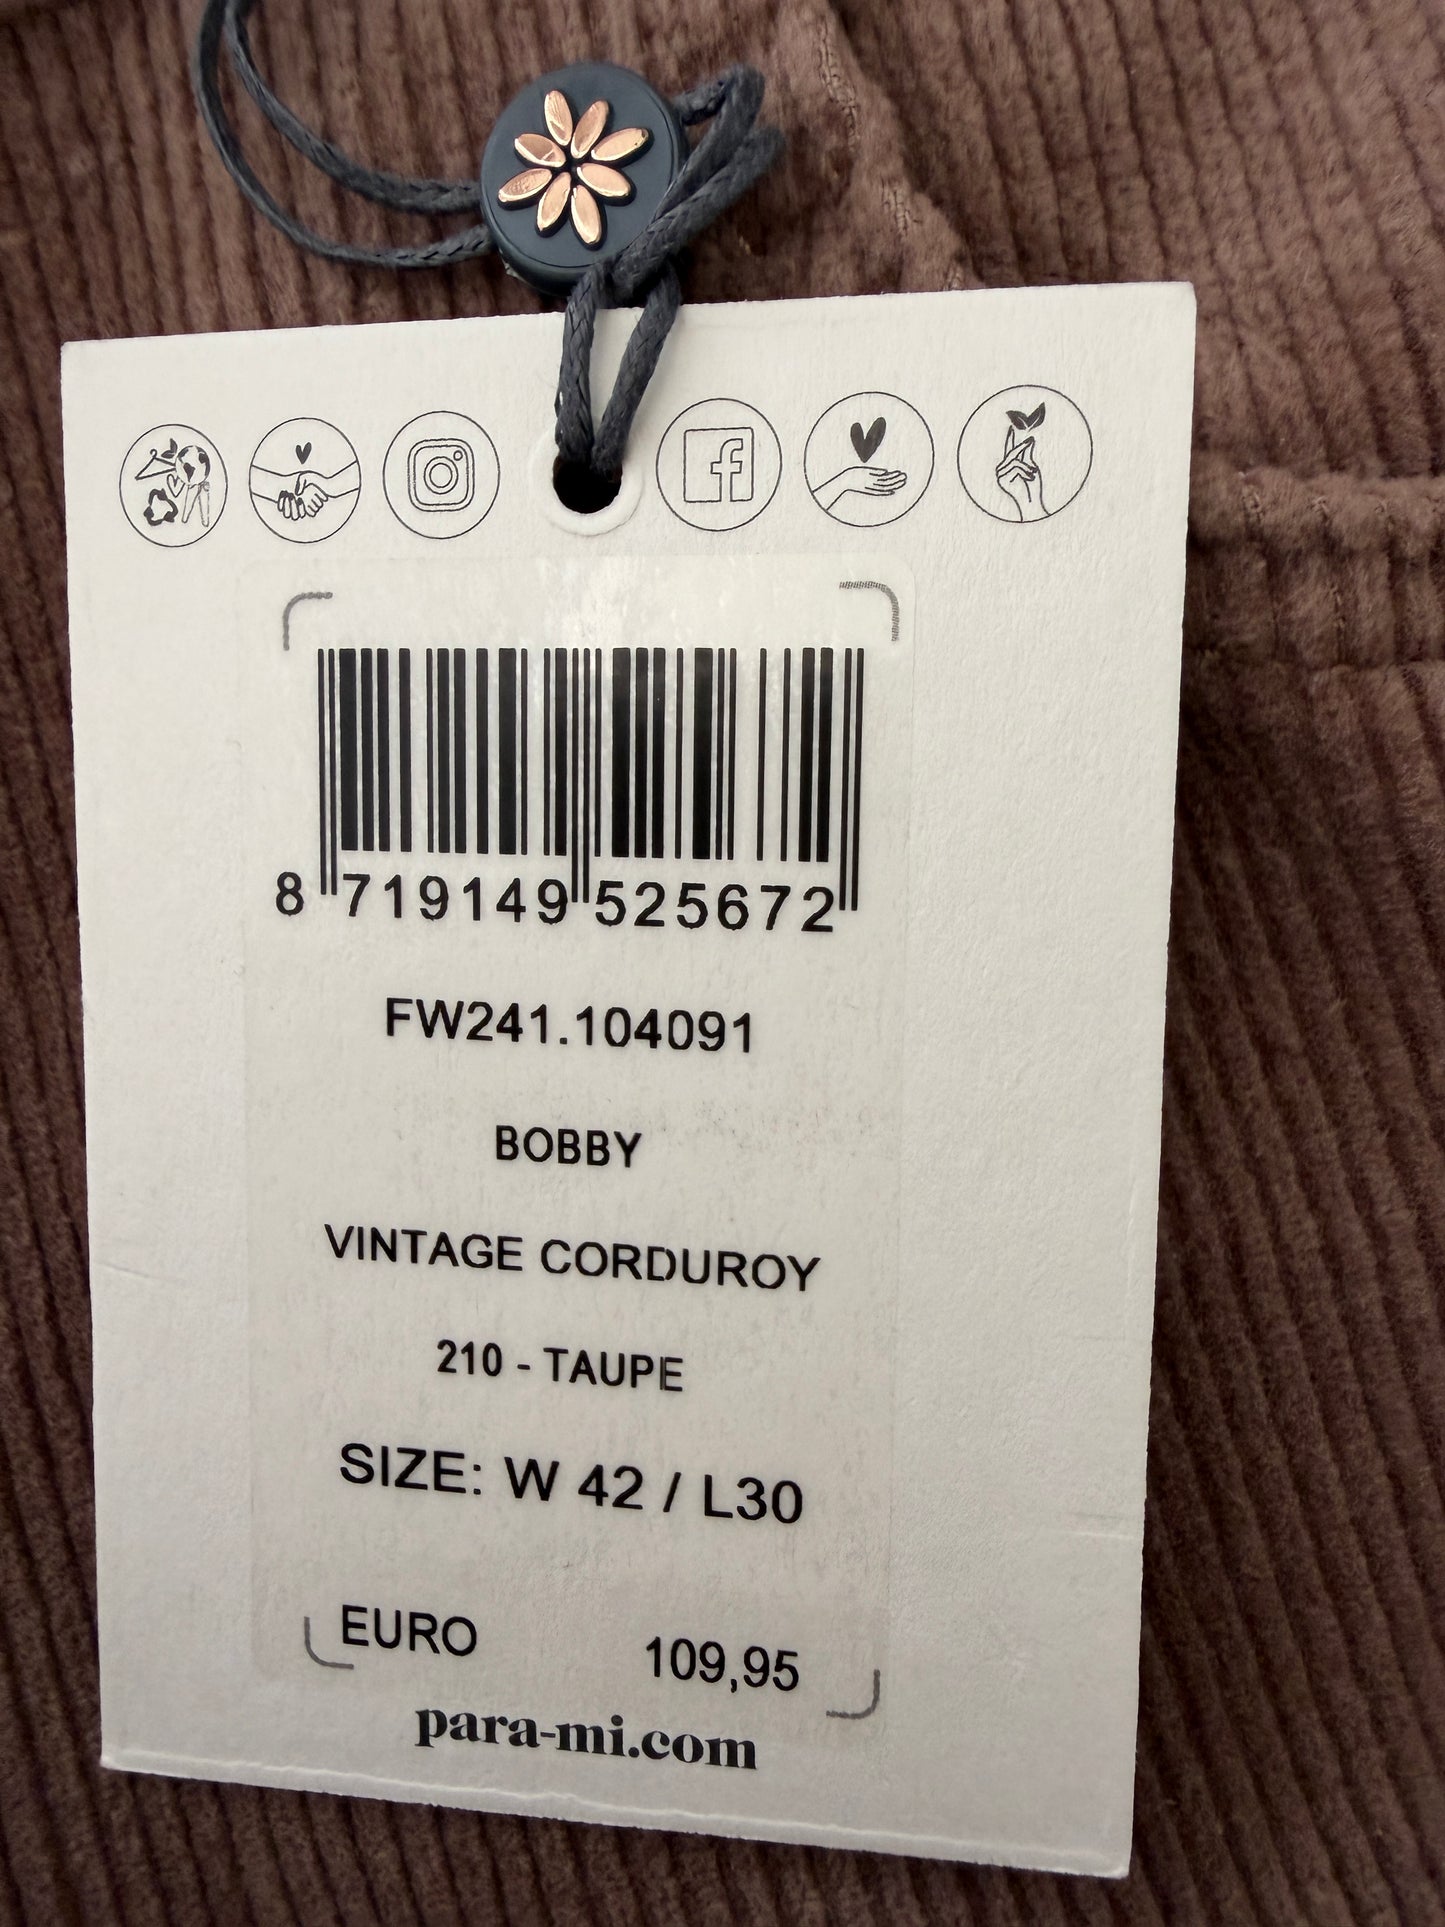 8 719149 525672
FW241.104091
BOBBY
VINTAGE CORDUROY
210 - TAUPE
SIZE: W 42 / L30
EURO 109,95
para-mi.com